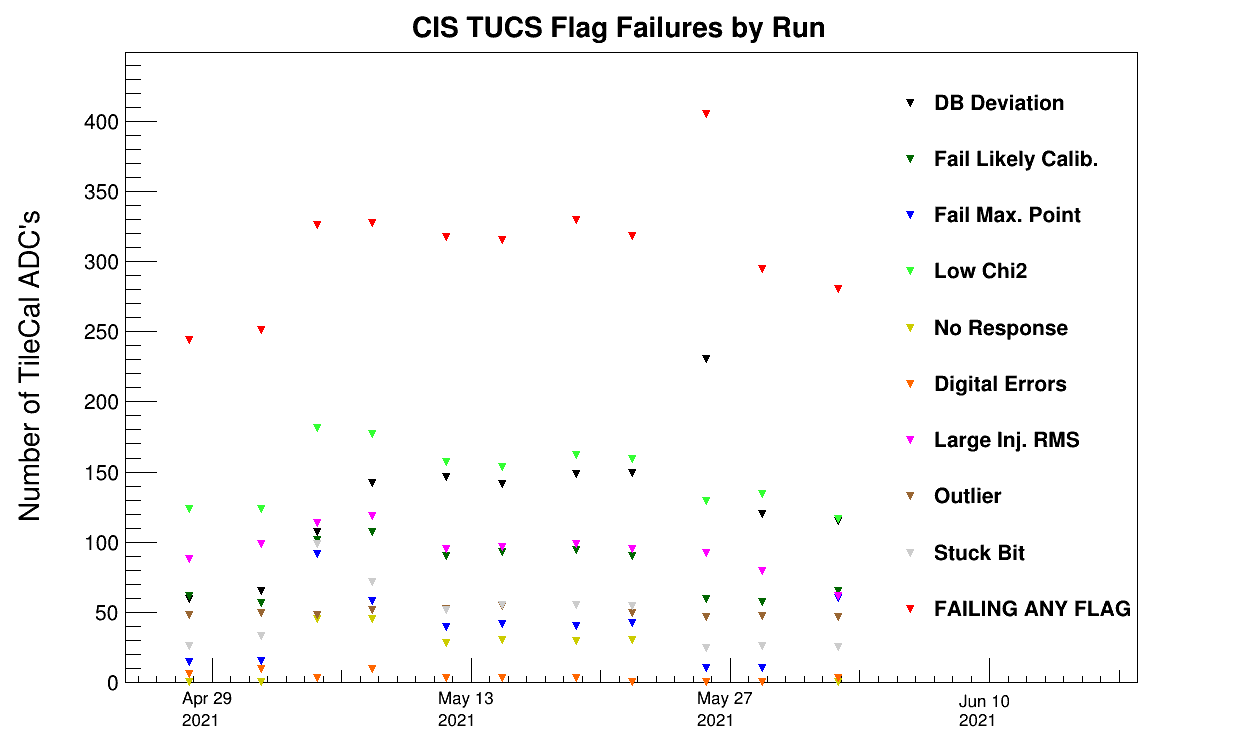 CIS TUCS Flag Failures by Run
Number of TileCal ADC's
400
350
300
250
200
150
100
50
0
DB Deviation
Fail Likely Calib.
Fail Max. Point
Low Chi2
No Response
Digital Errors
Large Inj. RMS
Outlier
Stuck Bit
FAILING ANY FLAG
Apr 29
2021
May 13
2021
May 27
2021
Jun 10
2021